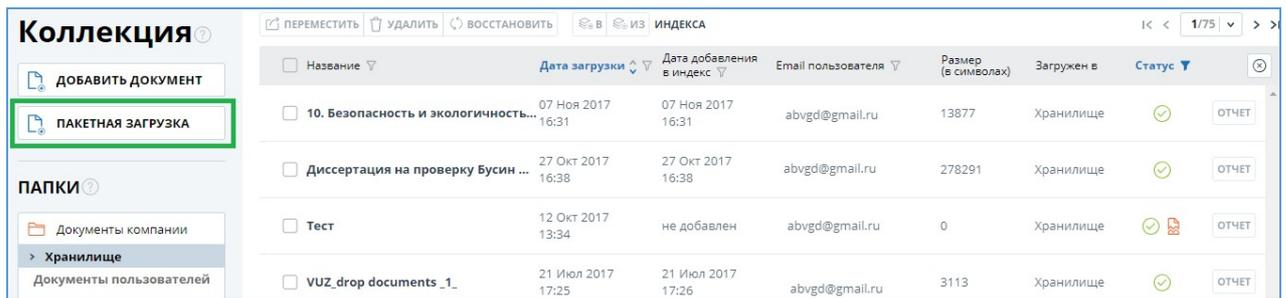 Коллекция
ДОБАВИТЬ ДОКУМЕНТ
ПАКЕТНАЯ ЗАГРУЗКА
ПАПКИ
Документы компании
Хранилище
Документы пользователей
ПЕРЕМЕСТИТЬ УДАЛИТЬ ВОССТАНОВИТЬ В ИЗ ИНДЕКСА 1/75
Название Дата загрузки Дата добавления в индекс Email пользователя Размер (в символах) Загружен в Статус
10. Безопасность и экологичность... 07 Ноя 2017 16:31 07 Ноя 2017 16:31 abvgd@gmail.ru 13877 Хранилище ОТЧЕТ
Диссертация на проверку Бусин ... 27 Окт 2017 16:38 27 Окт 2017 16:38 abvgd@gmail.ru 278291 Хранилище ОТЧЕТ
Тест 12 Окт 2017 13:34 не добавлен abvgd@gmail.ru 0 Хранилище ОТЧЕТ
VUZ_drop documents _1_ 21 Июл 2017 17:25 21 Июл 2017 17:26 abvgd@gmail.ru 3113 Хранилище ОТЧЕТ